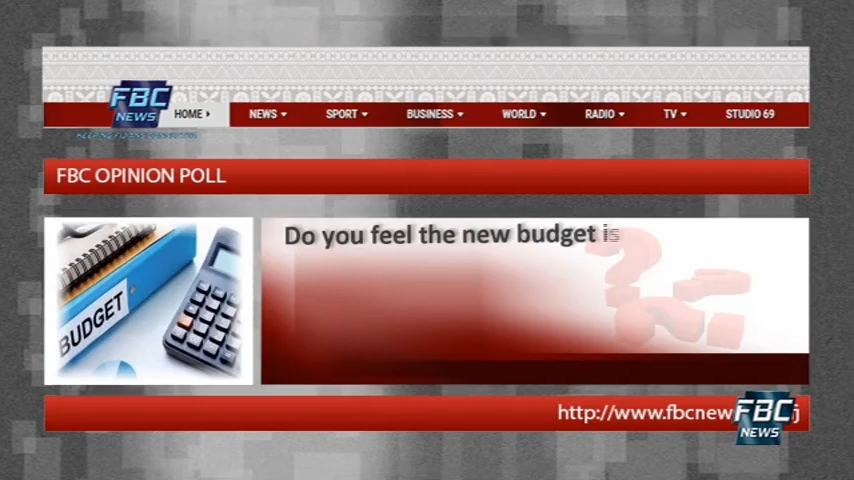 FBC
NEWS
HOME
NEWS
SPORT
BUSINESS
WORLD
RADIO
TV
STUDIO 69
FBC OPINION POLL
BUDGET
Do you feel the new budget is
http://www.fbcnew
j
FBC
NEWS